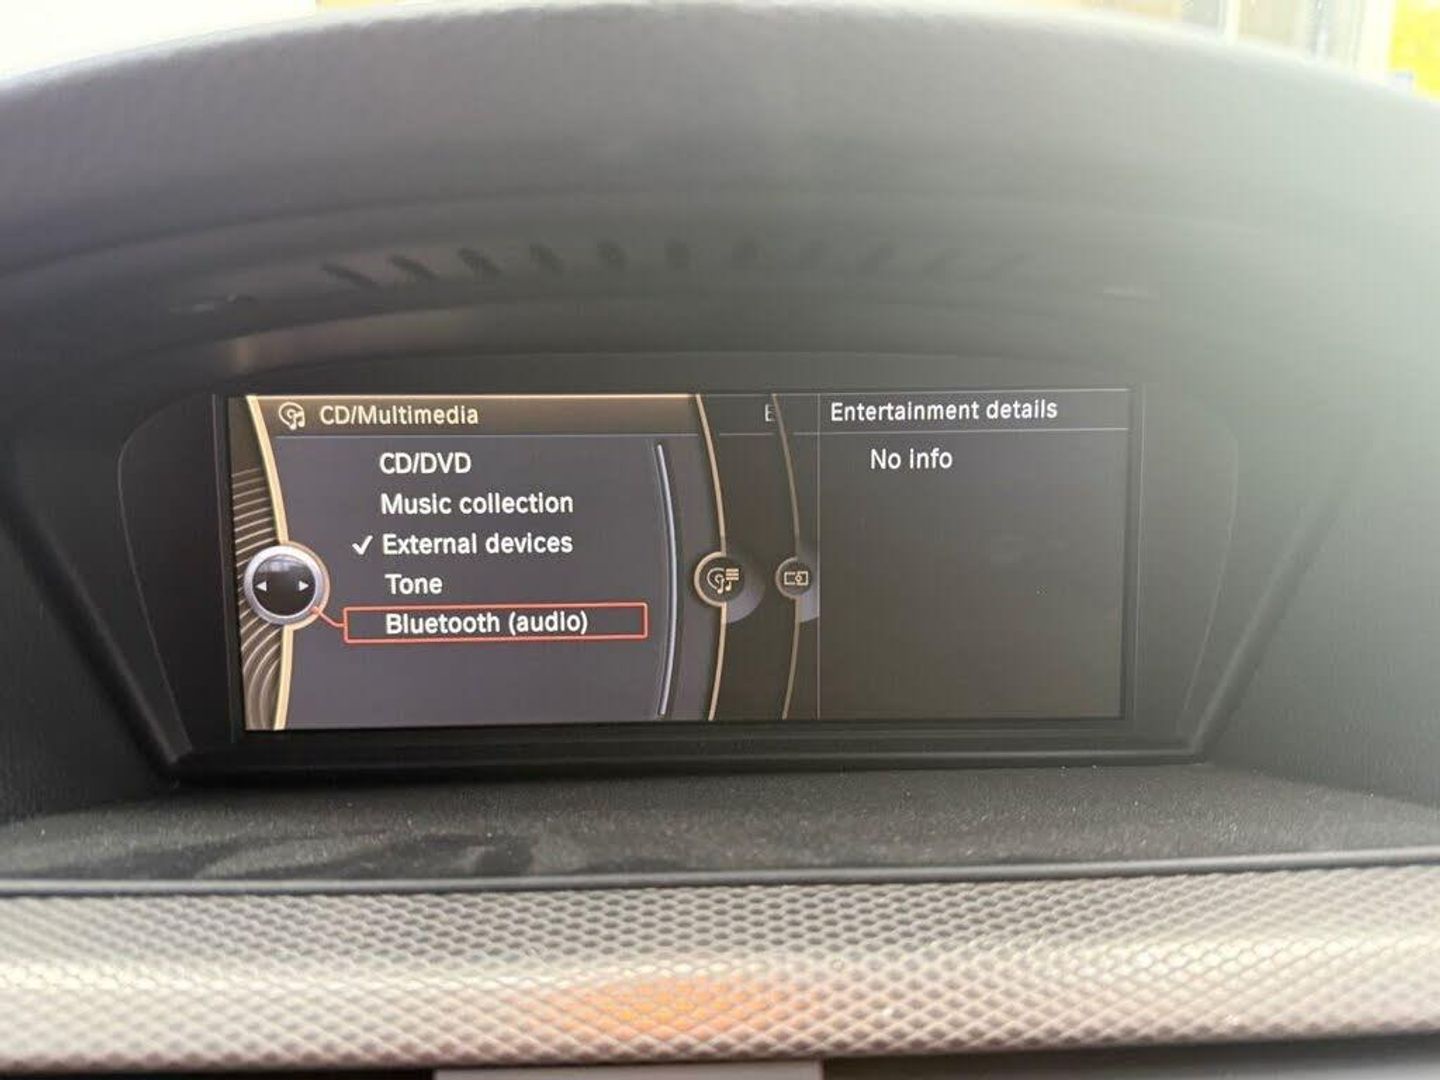 CD/Multimedia
CD/DVD
Music collection
✓ External devices
Tone
Bluetooth (audio)
E
Entertainment details
No info